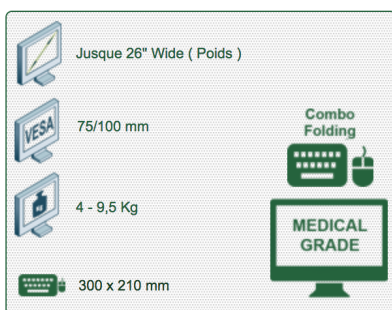 Jusque 26" Wide ( Poids )
VESA
75/100 mm
Combo
Folding
KG
4 - 9,5 Kg
MEDICAL
GRADE
300 x 210 mm